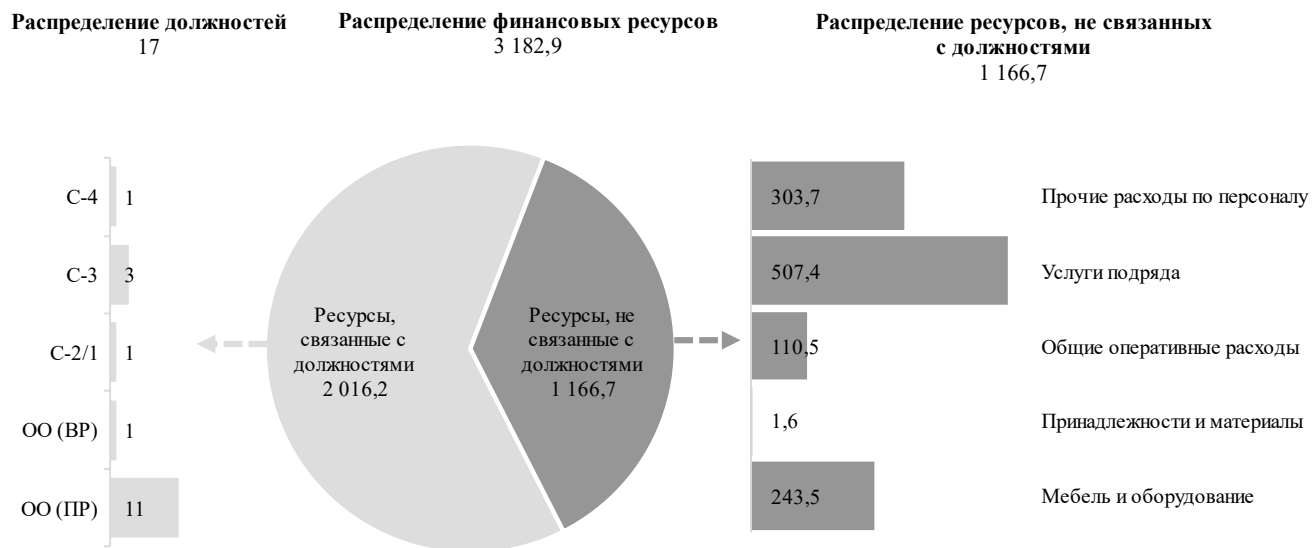 Распределение должностей
17
Распределение финансовых ресурсов
3 182,9
Распределение ресурсов, не связанных
с должностями
1 166,7
С-4
1
С-3
3
С-2/1
1
ОО (ВР)
1
ОО (ПР)
11
Ресурсы,
связанные с
должностями
2 016,2
Ресурсы, не
связанные с
должностями
1 166,7
303,7
Прочие расходы по персоналу
507,4
Услуги подряда
110,5
Общие оперативные расходы
1,6
Принадлежности и материалы
243,5
Мебель и оборудование